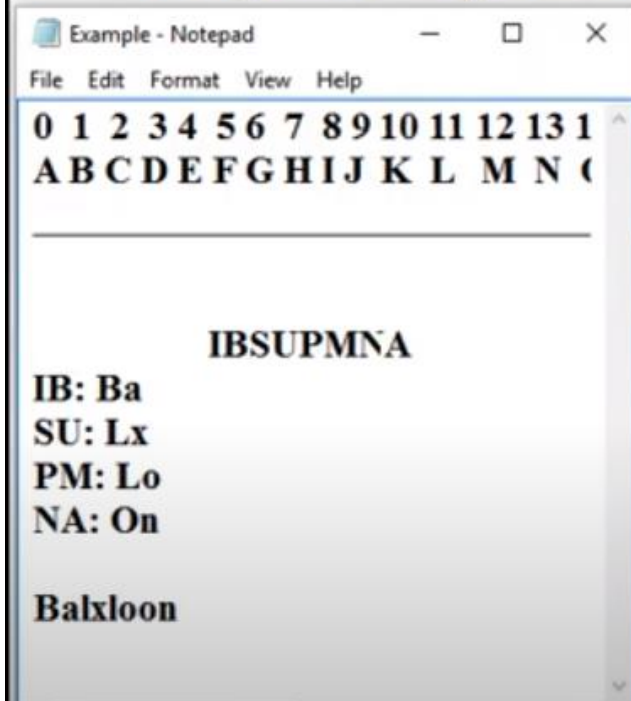 Example - Notepad
File Edit Format View Help
0 1 2 3 4 5 6 7 8 9 10 11 12 13 1
A B C D E F G H I J K L M N
IBSUPMNA
IB: Ba
SU: Lx
PM: Lo
NA: On
Balxloon